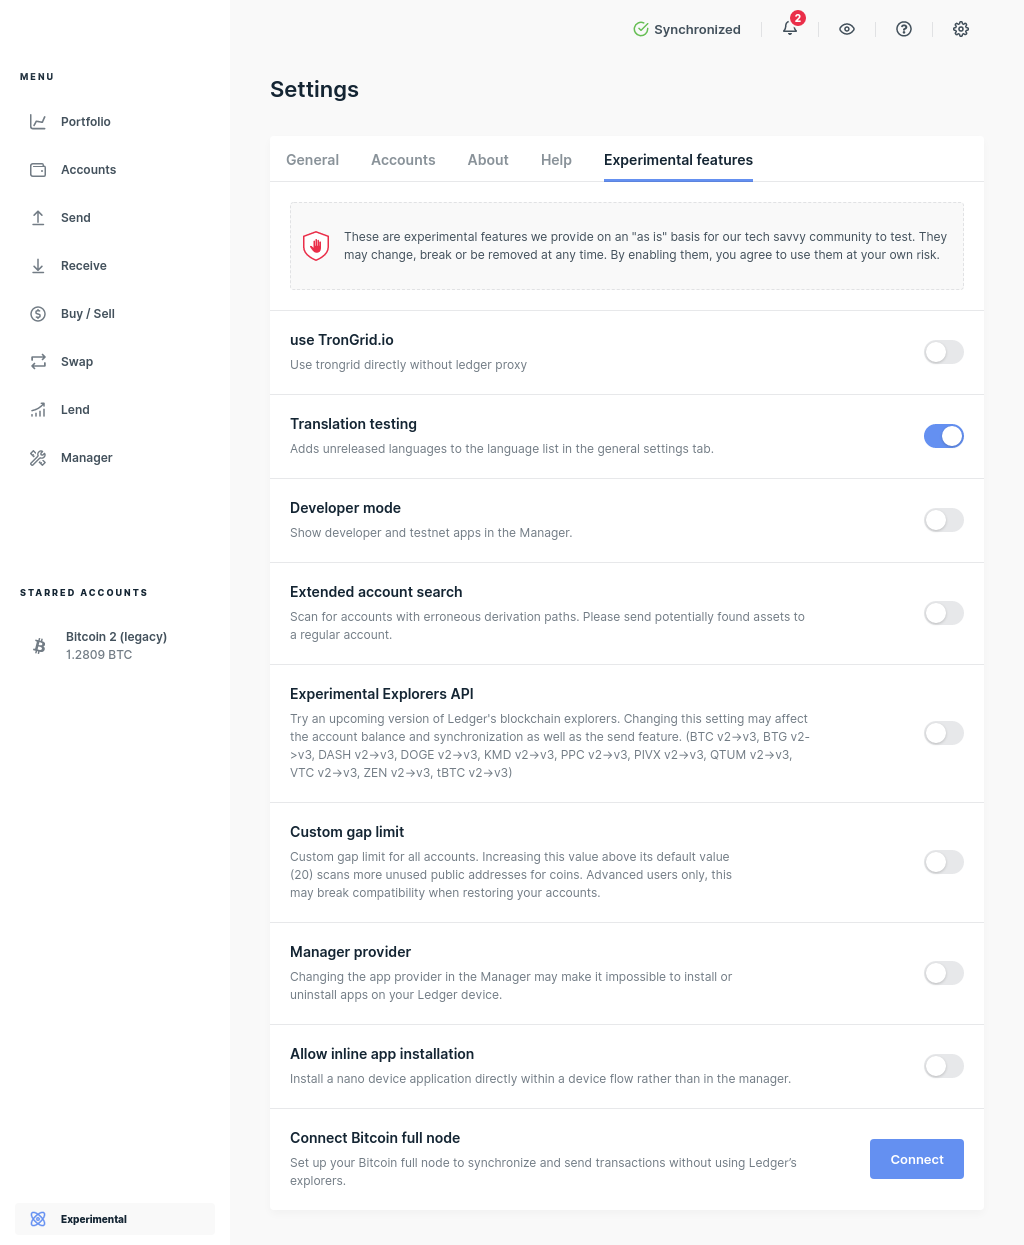 Synchronized
2
MENU
Portfolio
Accounts
Send
Receive
Buy / Sell
Swap
Lend
Manager
STARRED ACCOUNTS
Bitcoin 2 (legacy)
1.2809 BTC
Experimental
Settings
General Accounts About Help Experimental features
These are experimental features we provide on an "as is" basis for our tech savvy community to test. They
may change, break or be removed at any time. By enabling them, you agree to use them at your own risk.
use TronGrid.io
Use trongrid directly without ledger proxy
Translation testing
Adds unreleased languages to the language list in the general settings tab.
Developer mode
Show developer and testnet apps in the Manager.
Extended account search
Scan for accounts with erroneous derivation paths. Please send potentially found assets to
a regular account.
Experimental Explorers API
Try an upcoming version of Ledger's blockchain explorers. Changing this setting may affect
the account balance and synchronization as well as the send feature. (BTC v2->v3, BTG v2-
>v3, DASH v2->v3, DOGE v2->v3, KMD v2->v3, PPC v2->v3, PIVX v2->v3, QTUM v2->v3,
VTC v2->v3, ZEN v2->v3, tBTC v2->v3)
Custom gap limit
Custom gap limit for all accounts. Increasing this value above its default value
(20) scans more unused public addresses for coins. Advanced users only, this
may break compatibility when restoring your accounts.
Manager provider
Changing the app provider in the Manager may make it impossible to install or
uninstall apps on your Ledger device.
Allow inline app installation
Install a nano device application directly within a device flow rather than in the manager.
Connect Bitcoin full node
Set up your Bitcoin full node to synchronize and send transactions without using Ledger’s
explorers.
Connect